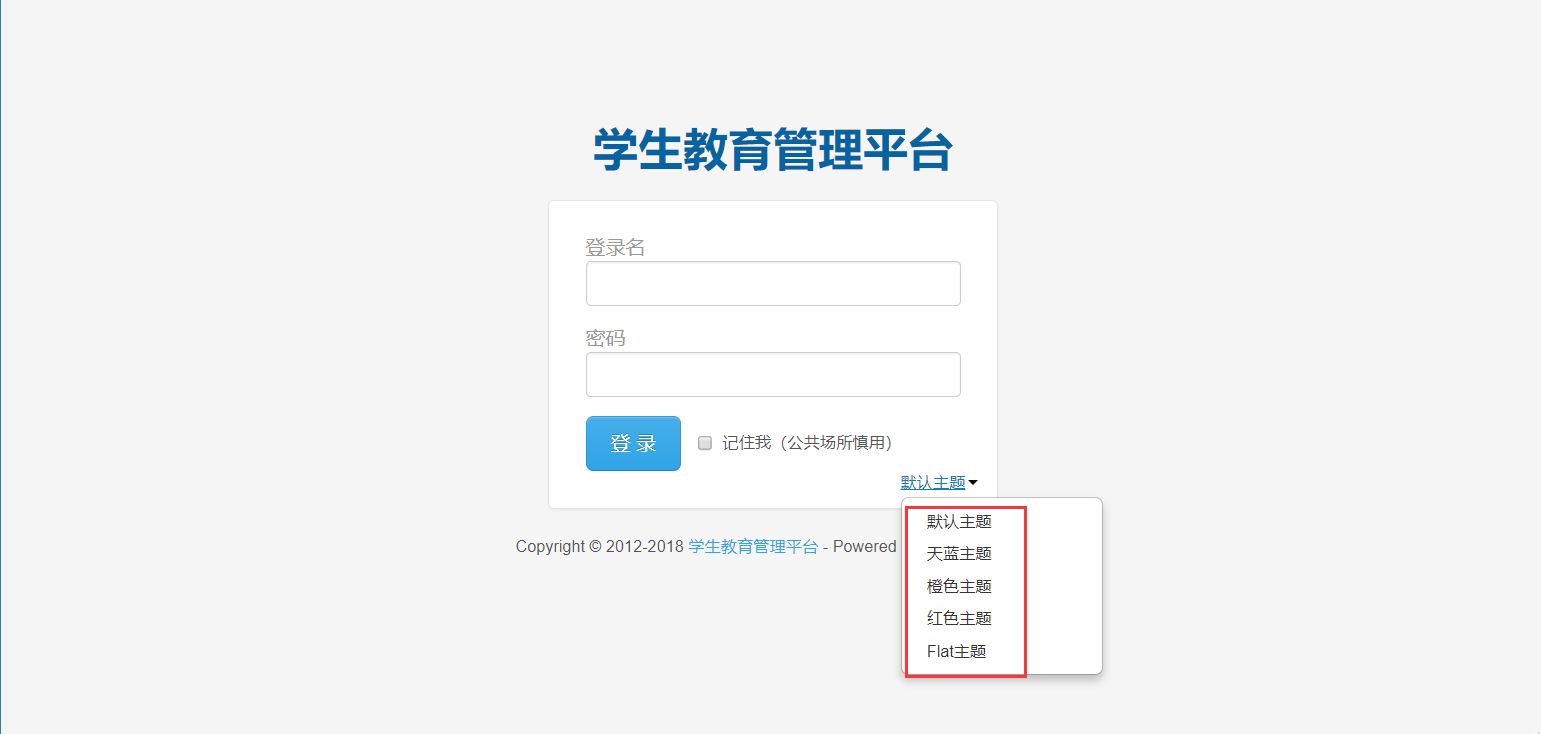 学生教育管理平台
登录名
密码
登 录
记住我（公共场所慎用）
默认主题
Copyright © 2012-2018 学生教育管理平台 - Powered
默认主题
天蓝主题
橙色主题
红色主题
Flat主题